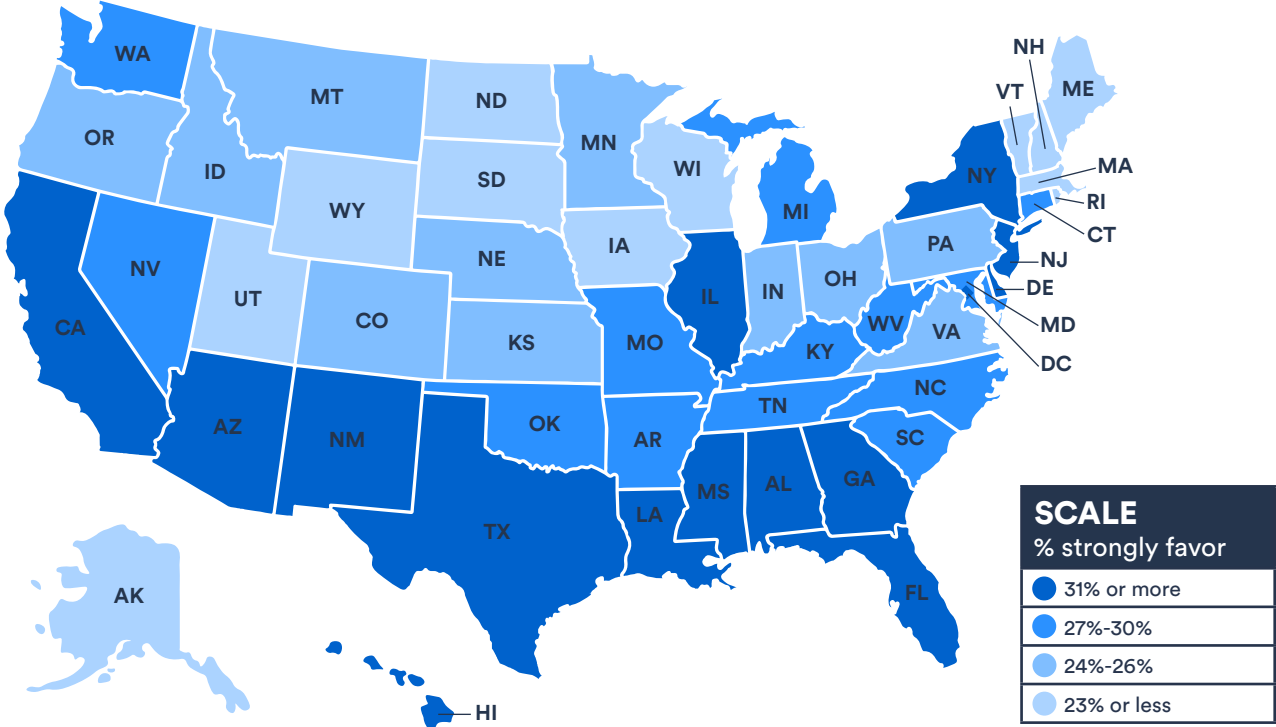 NH
WA
VT
ME
MT
ND
OR
MN
MA
ID
SD
WI
NY
RI
WY
MI
CT
NE
IA
PA
NJ
NV
OH
DE
UT
IN
IL
CO
CA
WV
MD
VA
KS
MO
KY
DC
NC
TN
AZ
NM
OK
AR
SC
MS
AL
GA
LA
TX
SCALE
% strongly favor
31% or more
AK
FL
27%-30%
24%-26%
23% or less
HI